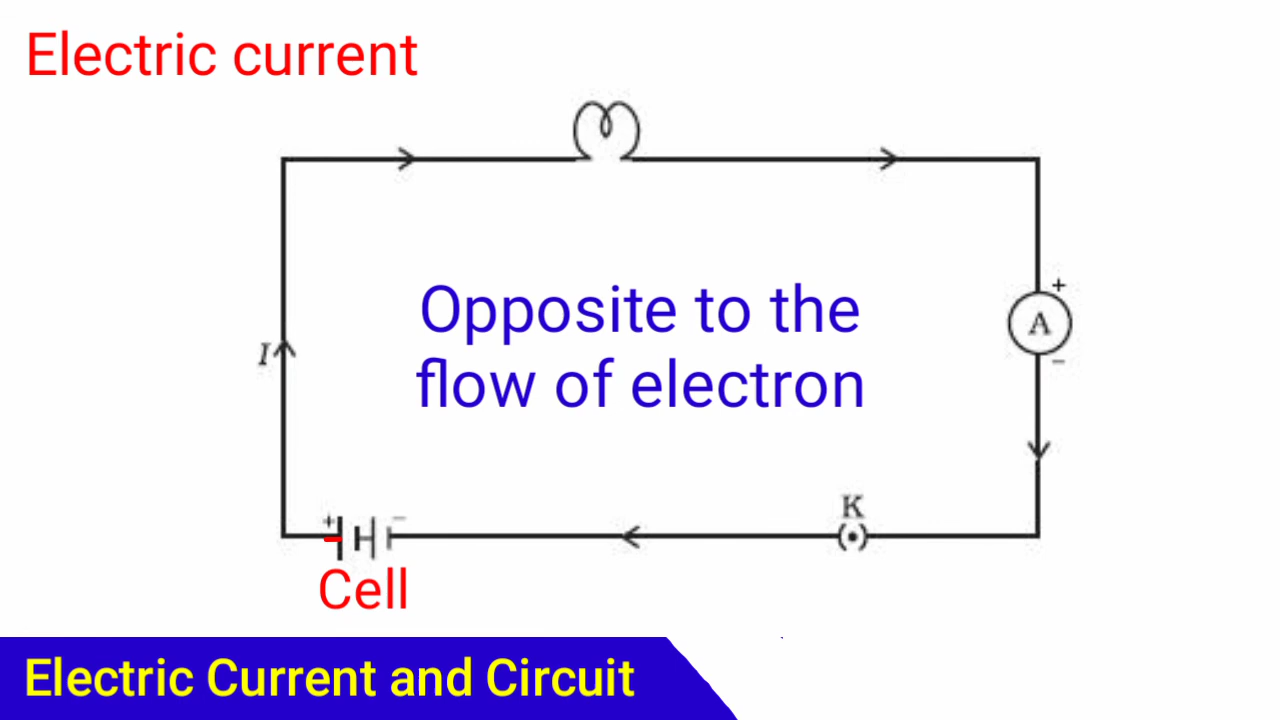 Electric current
+
A
−
Opposite to the
flow of electron
I
K
+ −
Cell
Electric Current and Circuit